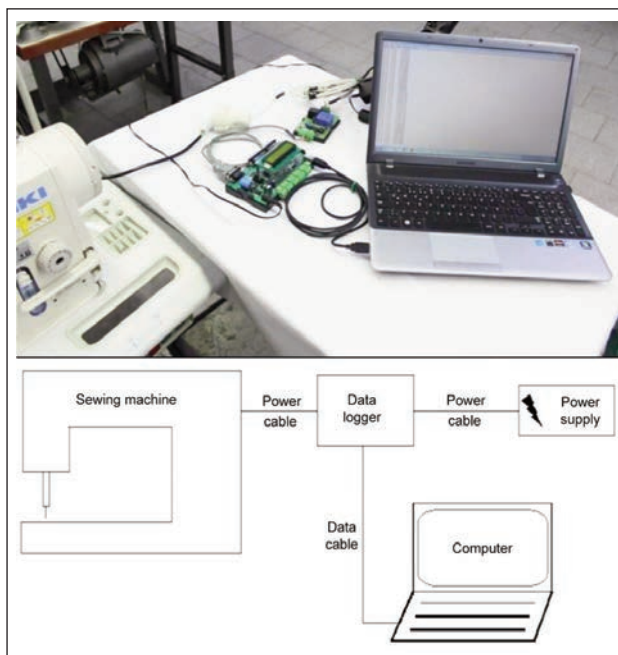 Sewing machine
Power
cable
Data
logger
Power
cable
Power
supply
Data
cable
Computer